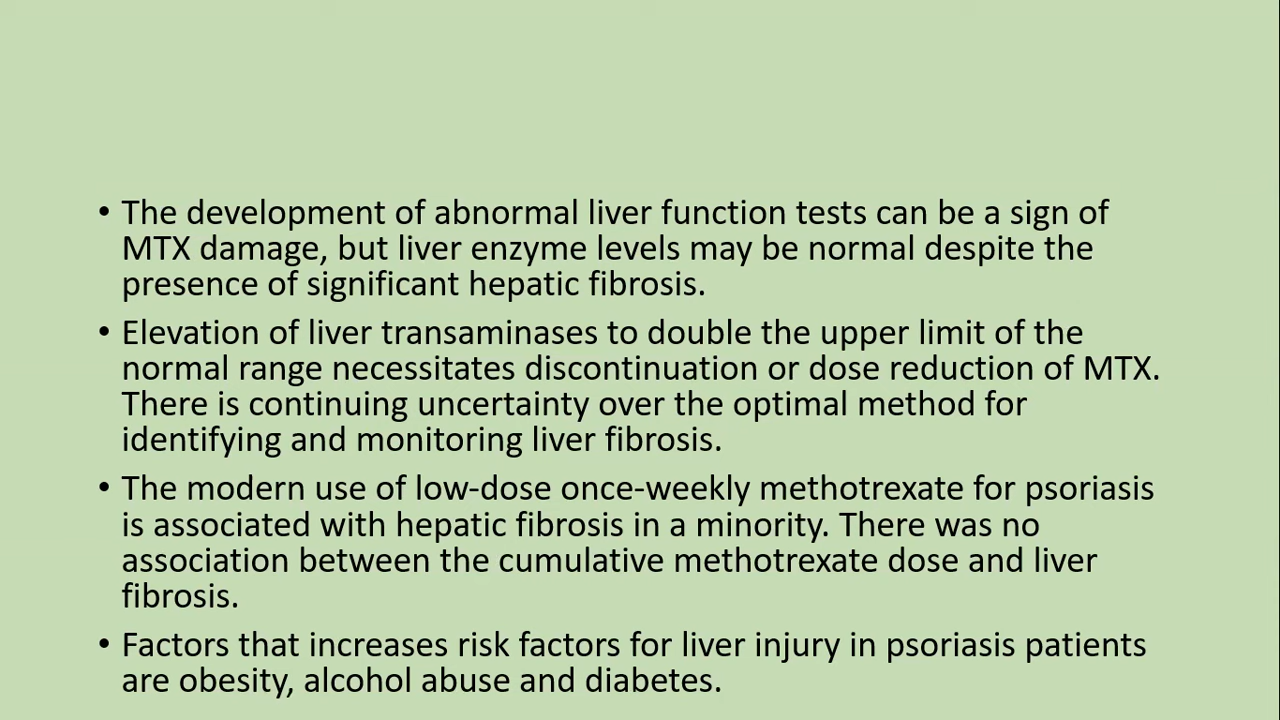 • The development of abnormal liver function tests can be a sign of
MTX damage, but liver enzyme levels may be normal despite the
presence of significant hepatic fibrosis.
• Elevation of liver transaminases to double the upper limit of the
normal range necessitates discontinuation or dose reduction of MTX.
There is continuing uncertainty over the optimal method for
identifying and monitoring liver fibrosis.
• The modern use of low-dose once-weekly methotrexate for psoriasis
is associated with hepatic fibrosis in a minority. There was no
association between the cumulative methotrexate dose and liver
fibrosis.
• Factors that increases risk factors for liver injury in psoriasis patients
are obesity, alcohol abuse and diabetes.